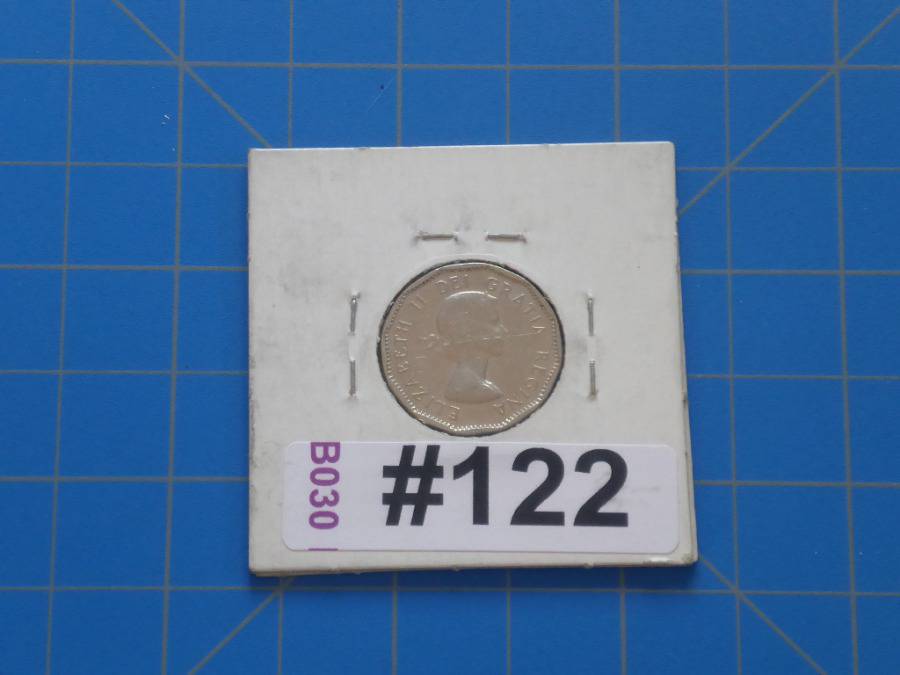 ELIZABETH II DEI GRATIA REGINA
B030
#122